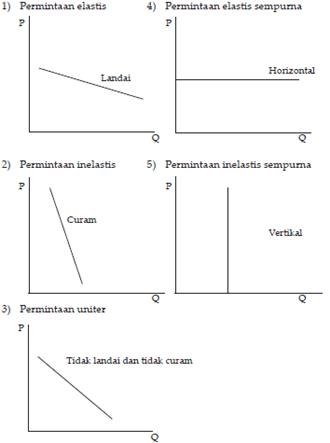 1) Permintaan elastis
P
Landai
Q
4) Permintaan elastis sempurna
P
Horizontal
Q
2) Permintaan inelastis
P
Curam
Q
5) Permintaan inelastis sempurna
P
Vertikal
Q
3) Permintaan uniter
P
Tidak landai dan tidak curam
Q